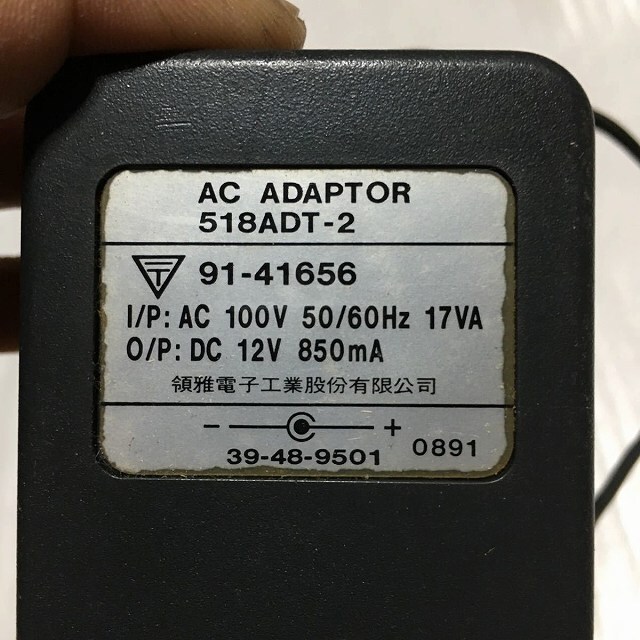 AC ADAPTOR
518ADT-2
91-41656
I/P: AC 100V 50/60Hz 17VA
O/P: DC 12V 850mA
領雅電子工業股份有限公司
- +
39-48-9501 0891